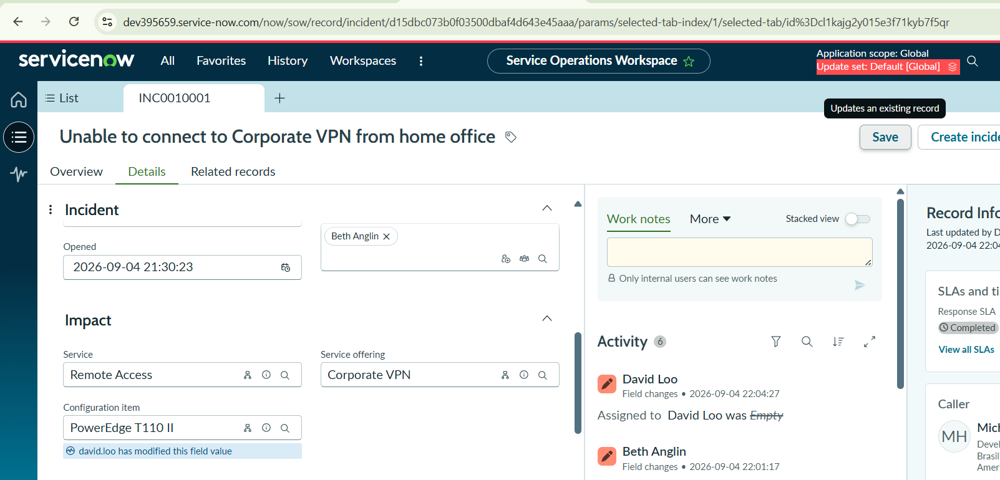 dev395659.service-now.com/now/sow/record/incident/d15dbc073b0f03500dbaf4d643e45aaa/params/selected-tab-index/1/selected-tab/id%3Dcl1kajg2y015e3f71kyb7f5qr
servicenow All Favorites History Workspaces Service Operations Workspace Application scope: Global
Update set: Default [Global]
List INC0010001
Updates an existing record
Unable to connect to Corporate VPN from home office Save Create incide
Overview Details Related records
Incident
Beth Anglin
Opened
2026-09-04 21:30:23
Impact
Service Service offering
Remote Access Corporate VPN
Configuration item
PowerEdge T110 II
david.loo has modified this field value
Work notes More Stacked view
Only internal users can see work notes
Activity 6
David Loo
Field changes • 2026-09-04 22:04:27
Assigned to David Loo was Empty
Beth Anglin
Field changes • 2026-09-04 22:01:17
Record Info
Last updated by D
2026-09-04 22:04
SLAs and ti
Response SLA
Completed
View all SLAs
Caller
MH Mich
Devel
Brasil
Amer